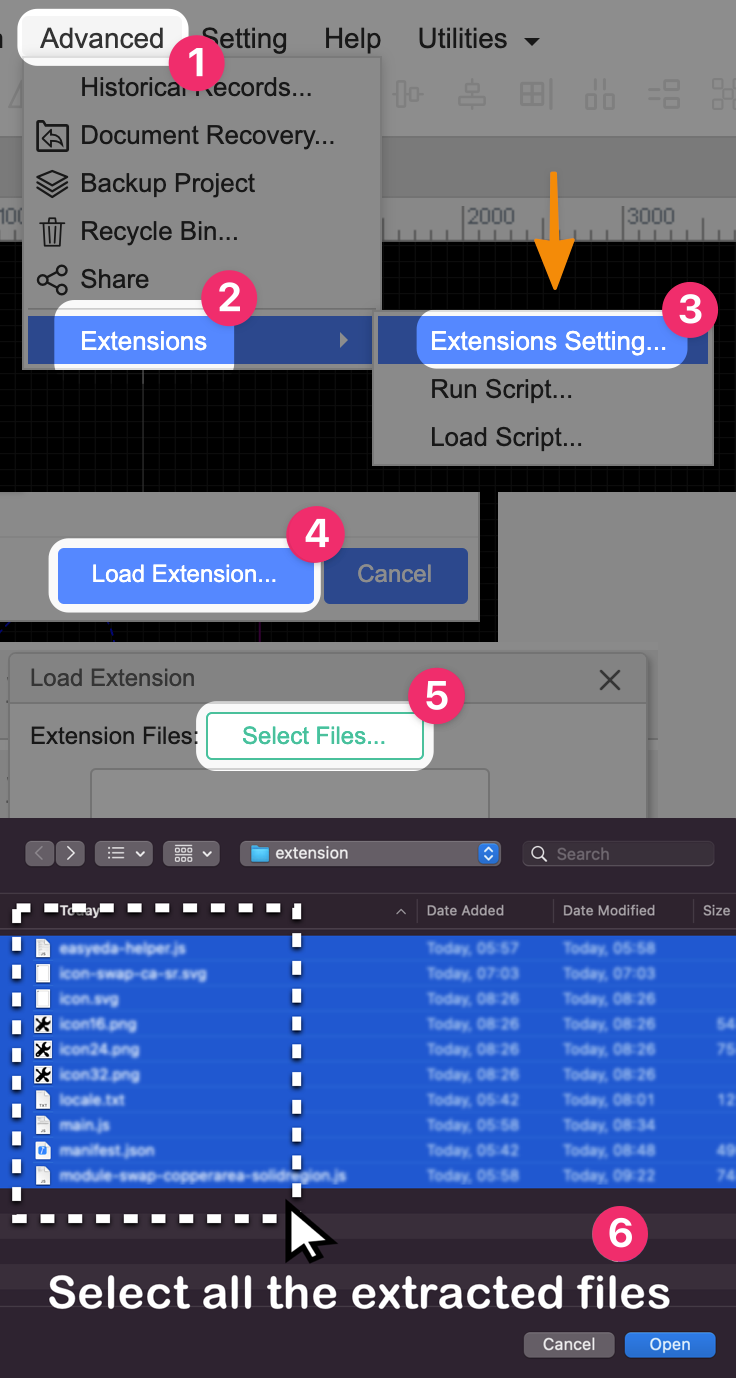 Advanced Setting Help Utilities
1
Historical Records...
Document Recovery...
Backup Project
Recycle Bin...
2000 3000
Share
2
3
Extensions
Extensions Setting...
Run Script...
Load Script...
4
Load Extension... Cancel
Load Extension
5
Extension Files: Select Files...
extension Search
Today Date Added Date Modified Size
easyeda-helper.js Today, 05:57 Today, 05:58
icon-swap-ca-sr.svg Today, 07:03 Today, 07:03
icon.svg Today, 08:26 Today, 08:26
icon16.png Today, 08:26 Today, 08:26 54
icon24.png Today, 08:26 Today, 08:26 75
icon32.png Today, 08:26 Today, 08:26
locale.txt Today, 05:42 Today, 08:01 12
main.js Today, 05:58 Today, 08:34
manifest.json Today, 05:42 Today, 08:48 49
module-swap-copperarea-solidregion.js Today, 05:58 Today, 09:22 74
6
Select all the extracted files
Cancel Open